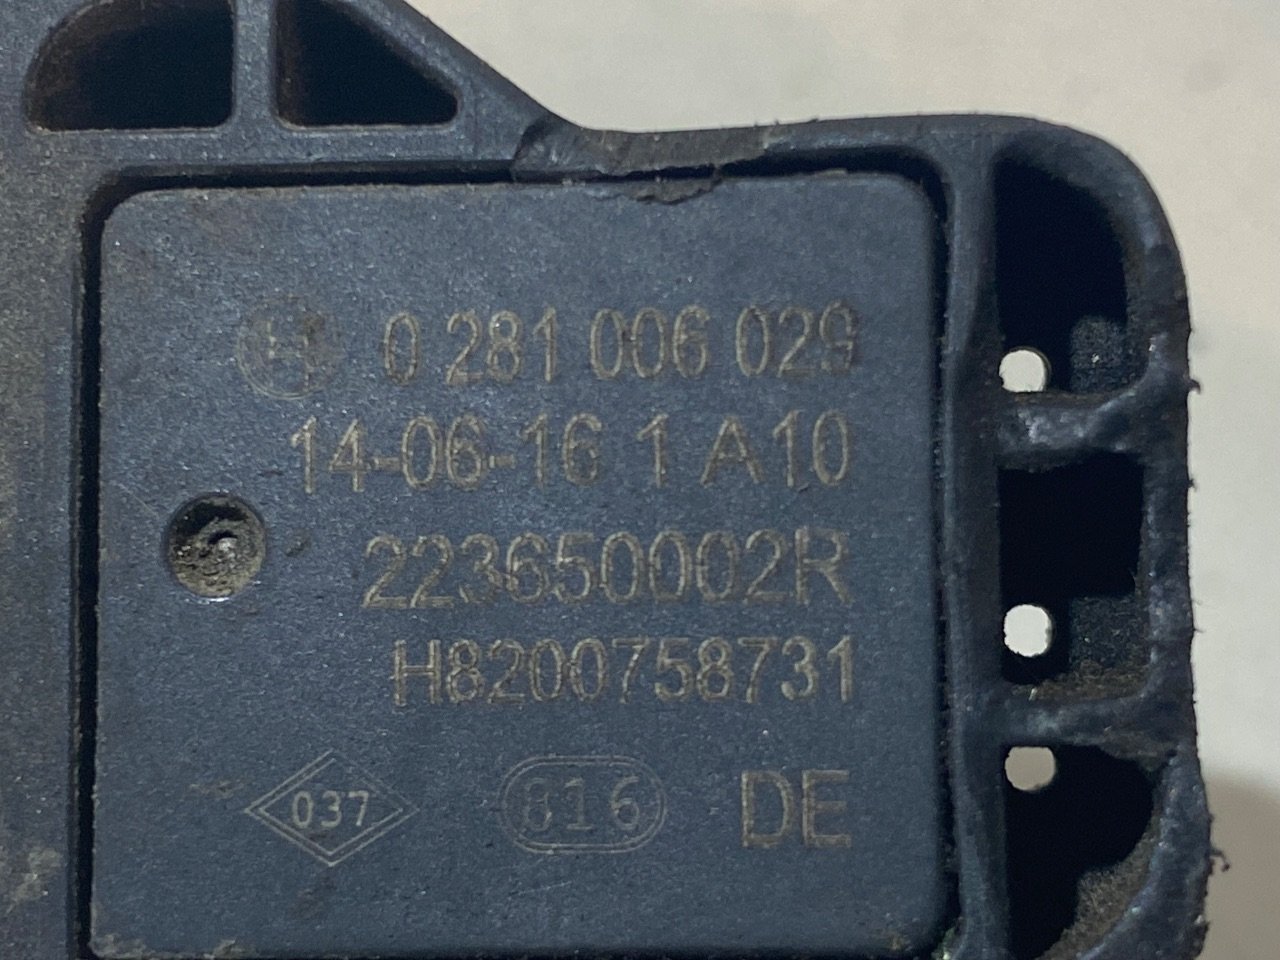 0 281 006 029
14-06-16 1 A10
223650002R
H8200758731
037 816 DE